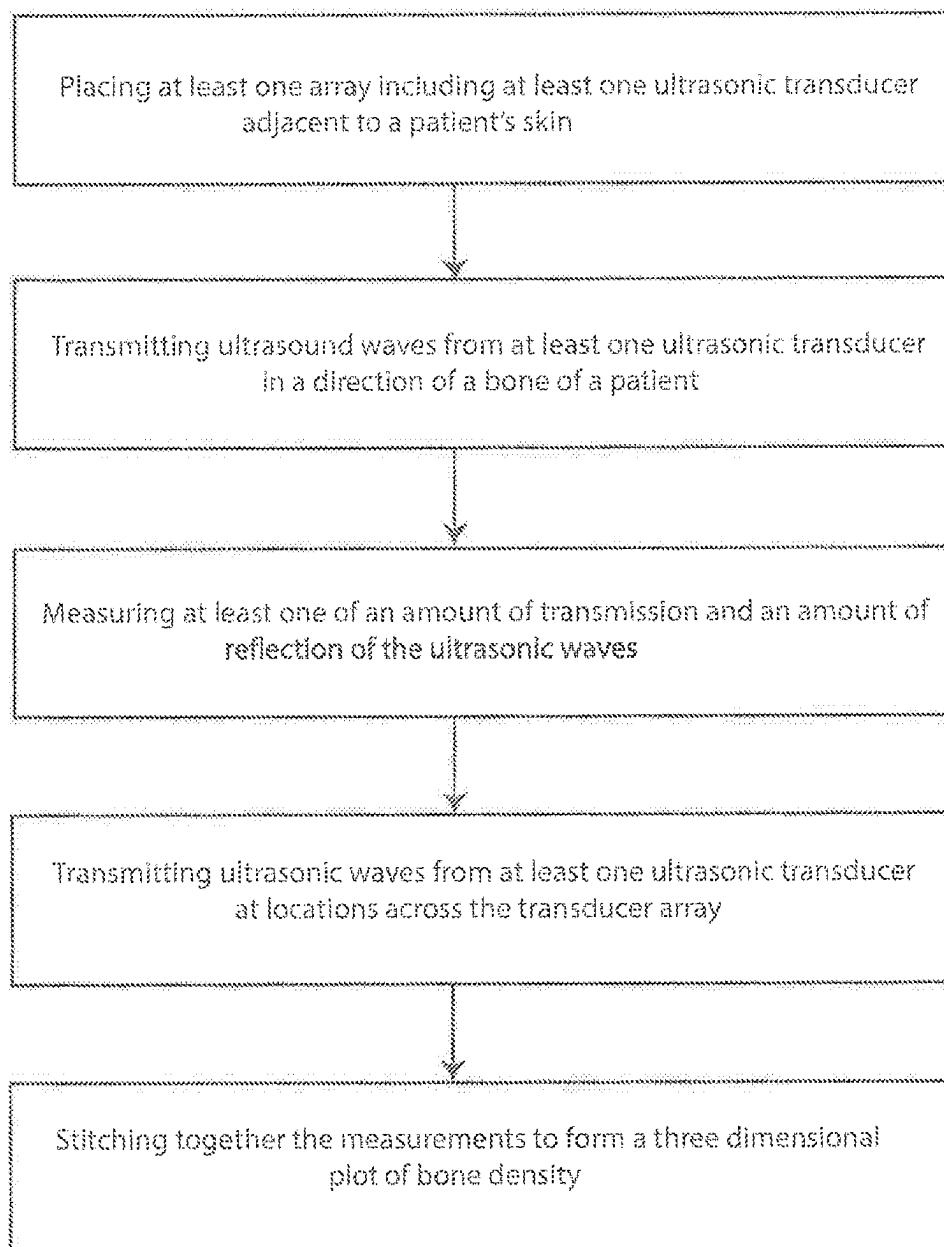 Placing at least one array including at least one ultrasonic transducer
adjacent to a patient's skin
Transmitting ultrasound waves from at least one ultrasonic transducer
in a direction of a bone of a patient
Measuring at least one of an amount of transmission and an amount of
reflection of the ultrasonic waves
Transmitting ultrasonic waves from at least one ultrasonic transducer
at locations across the transducer array
Stitching together the measurements to form a three dimensional
plot of bone density